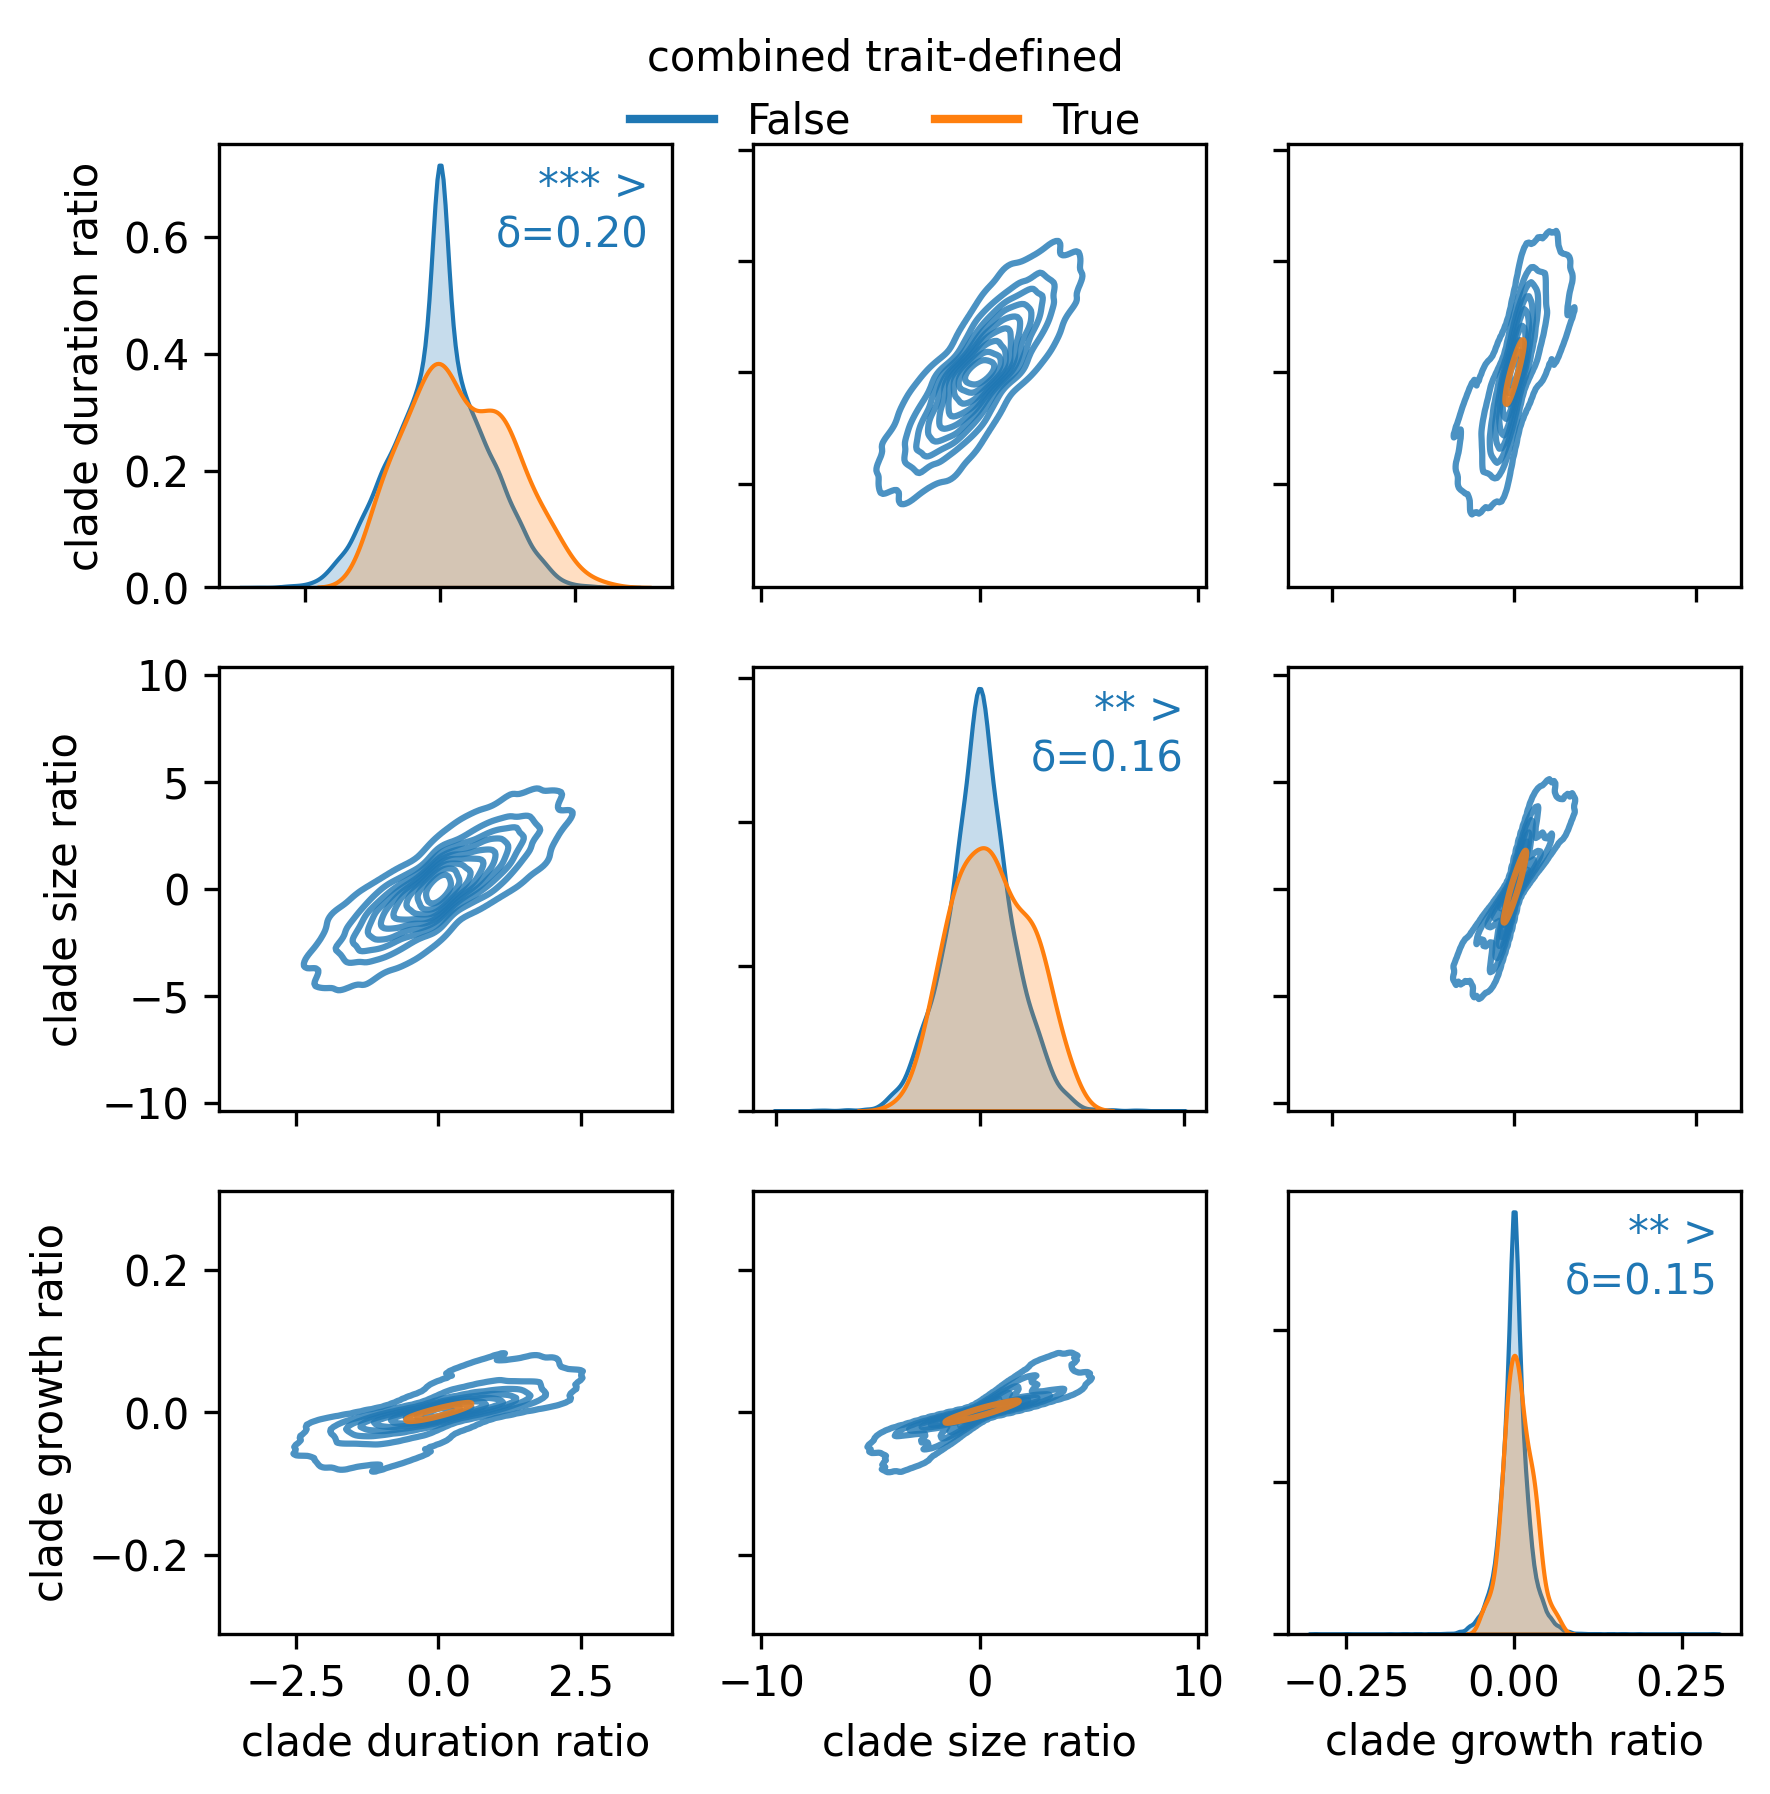 combined trait-defined
False True
clade duration ratio
0.6
0.4
0.2
0.0
*** >
δ=0.20
clade size ratio
10
5
0
−5
−10
** >
δ=0.16
clade growth ratio
0.2
0.0
−0.2
** >
δ=0.15
−2.5 0.0 2.5
clade duration ratio
−10 0 10
clade size ratio
−0.25 0.00 0.25
clade growth ratio